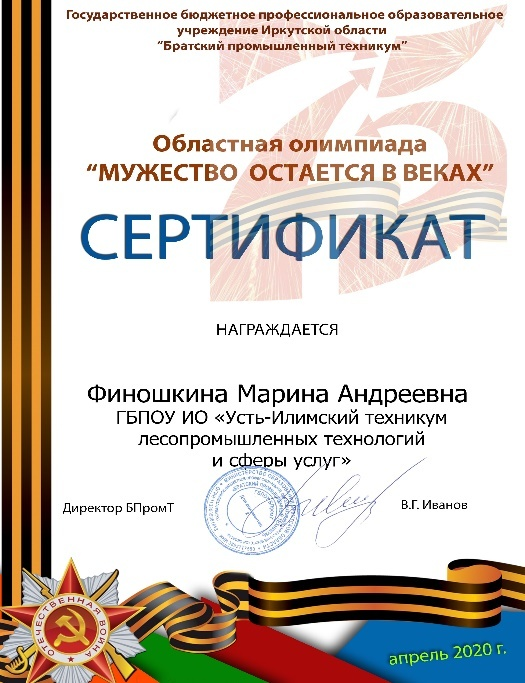 Государственное бюджетное профессиональное образовательное
учреждение Иркутской области
"Братский промышленный техникум"
75
Областная олимпиада
"МУЖЕСТВО ОСТАЕТСЯ В ВЕКАХ"
СЕРТИФИКАТ
НАГРАЖДАЕТСЯ
Финошкина Марина Андреевна
ГБПОУ ИО «Усть-Илимский техникум
лесопромышленных технологий
и сферы услуг»
Директор БПромТ
В.Г. Иванов
ОТЕЧЕСТВЕННАЯ ВОЙНА
апрель 2020 г.